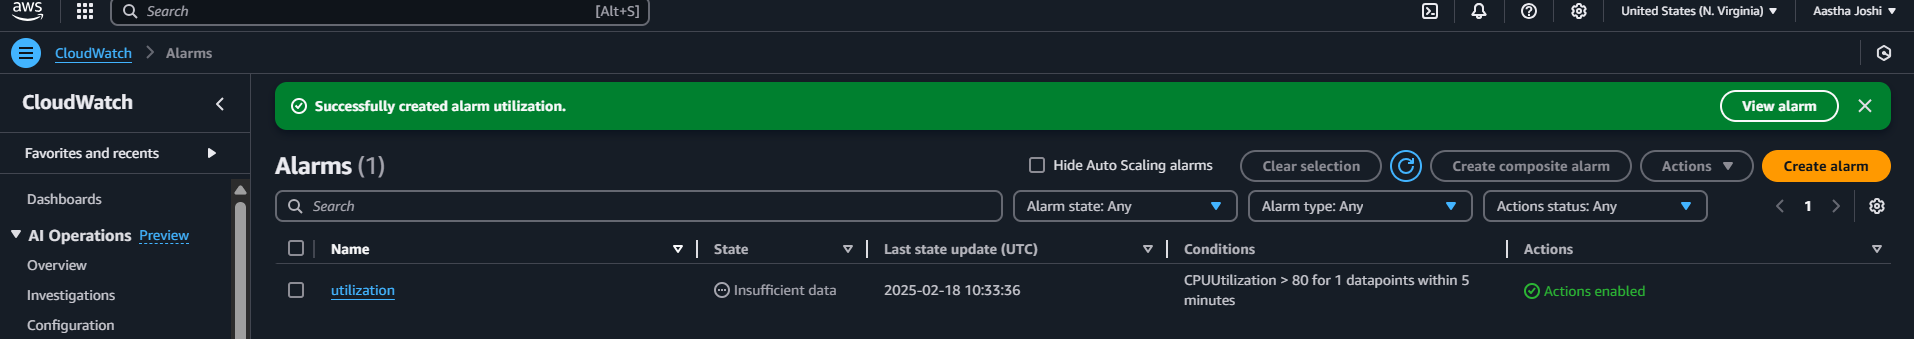 aws
Search
[Alt+S]
United States (N. Virginia)
Aastha Joshi
CloudWatch
Alarms
CloudWatch
Favorites and recents
Dashboards
AI Operations Preview
Overview
Investigations
Configuration
Successfully created alarm utilization.
View alarm
Alarms (1)
Hide Auto Scaling alarms
Clear selection
Create composite alarm
Actions
Create alarm
Search
Alarm state: Any
Alarm type: Any
Actions status: Any
1
Name
State
Last state update (UTC)
Conditions
Actions
utilization
Insufficient data
2025-02-18 10:33:36
CPUUtilization > 80 for 1 datapoints within 5
minutes
Actions enabled